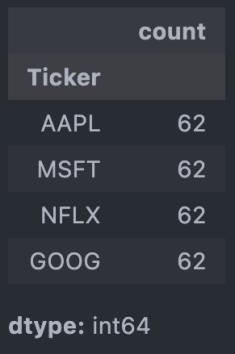 count
Ticker
AAPL 62
MSFT 62
NFLX 62
GOOG 62
dtype: int64